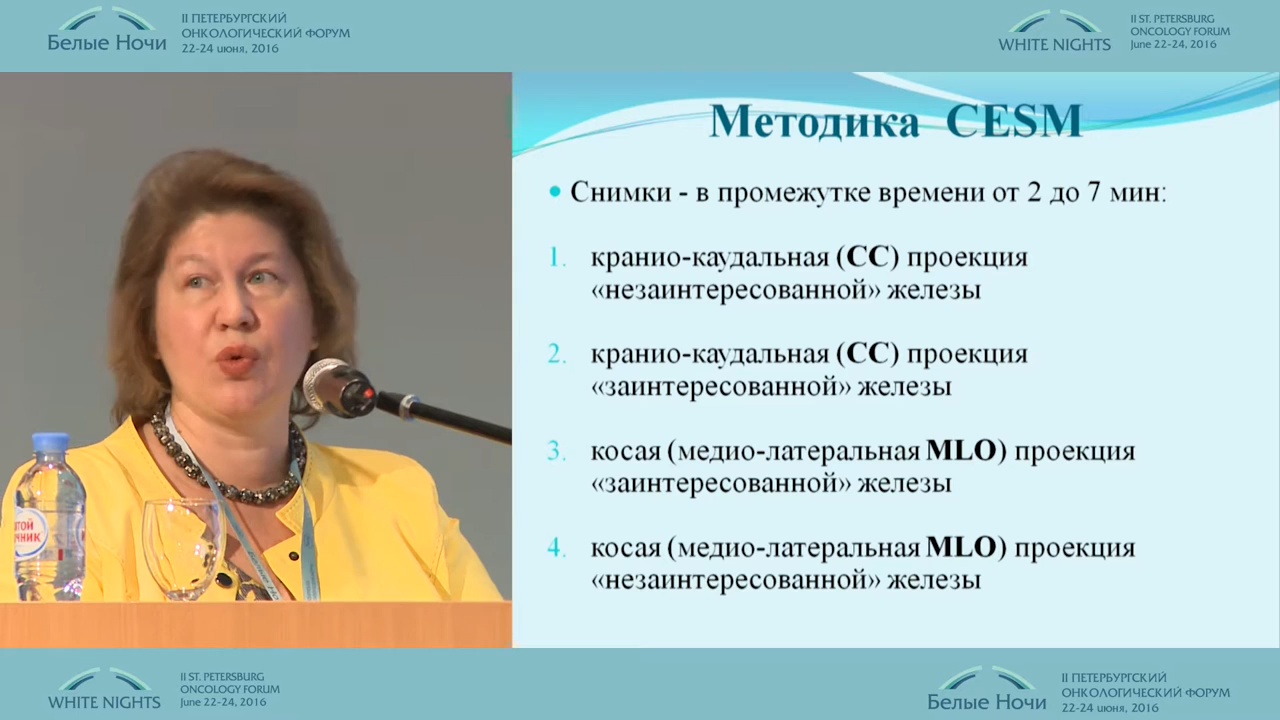 Белые Ночи
II ПЕТЕРБУРГСКИЙ
ОНКОЛОГИЧЕСКИЙ ФОРУМ
22-24 июня, 2016
WHITE NIGHTS
II ST. PETERSBURG
ONCOLOGY FORUM
June 22-24, 2016
Методика CESM
• Снимки - в промежутке времени от 2 до 7 мин:
1. кранио-каудальная (CC) проекция
«незаинтересованной» железы
2. кранио-каудальная (CC) проекция
«заинтересованной» железы
3. косая (медио-латеральная MLO) проекция
«заинтересованной» железы
4. косая (медио-латеральная MLO) проекция
«незаинтересованной» железы
WHITE NIGHTS
II ST. PETERSBURG
ONCOLOGY FORUM
June 22-24, 2016
Белые Ночи
II ПЕТЕРБУРГСКИЙ
ОНКОЛОГИЧЕСКИЙ ФОРУМ
22-24 июня, 2016